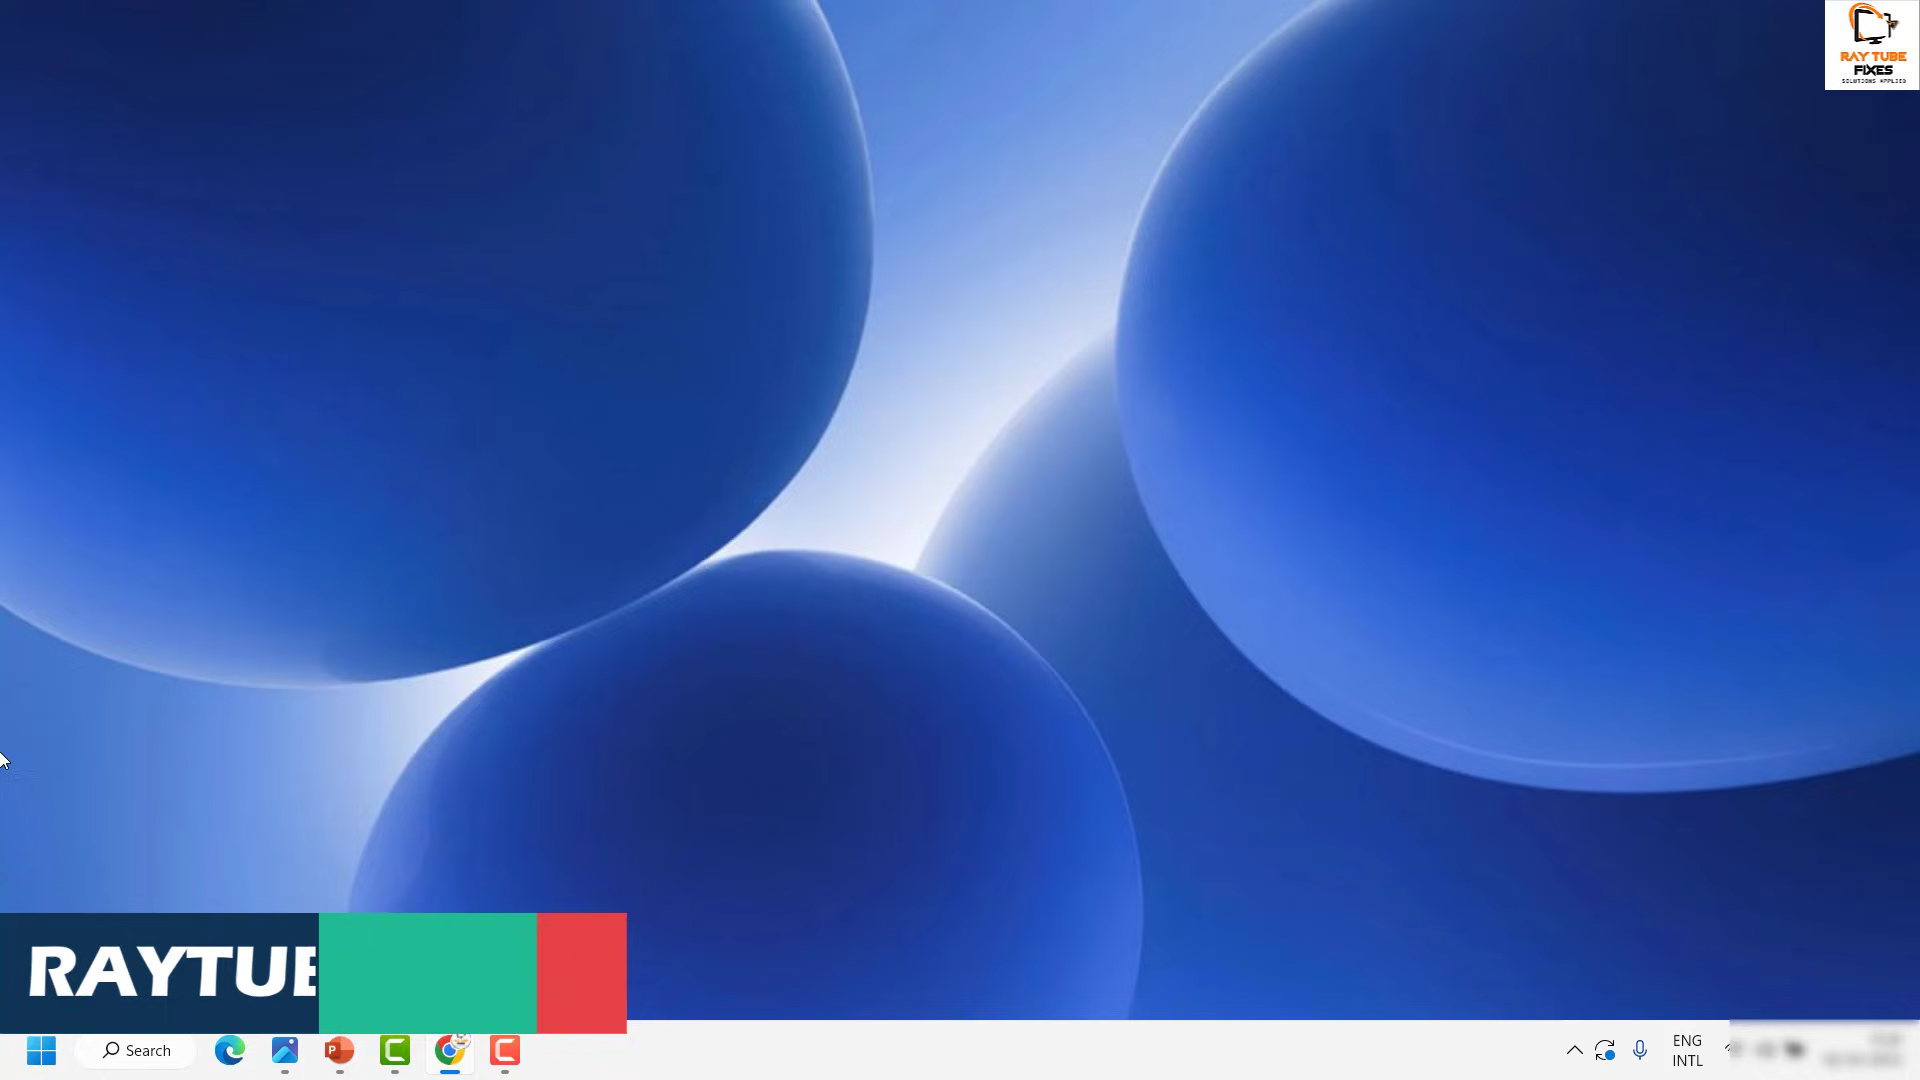 RAY TUBE
FIXES
SOLUTIONS APPLIED
RAYTUB
Search
ENG
INTL